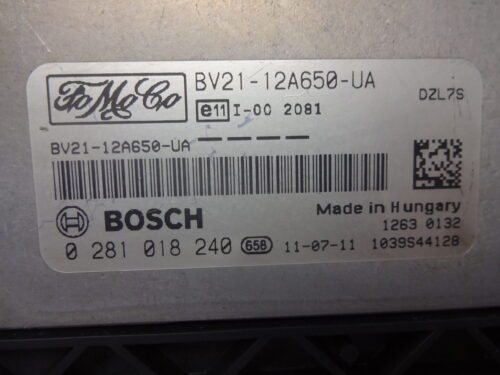 FoMoCo BV21-12A650-UA DZL7S
e11 I-00 2081
BV21-12A650-UA
BOSCH Made in Hungary
1263 0132
0 281 018 240 658 11-07-11 1039S44128